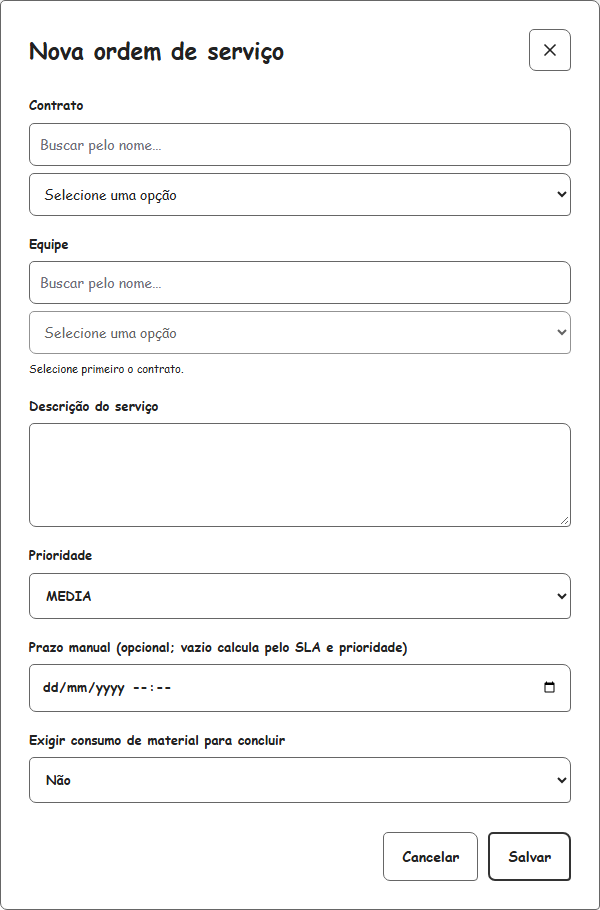 Nova ordem de serviço
Contrato
Buscar pelo nome...
Selecione uma opção
Equipe
Buscar pelo nome...
Selecione uma opção
Selecione primeiro o contrato.
Descrição do serviço
Prioridade
MEDIA
Prazo manual (opcional; vazio calcula pelo SLA e prioridade)
dd/mm/yyyy --:--
Exigir consumo de material para concluir
Não
Cancelar
Salvar